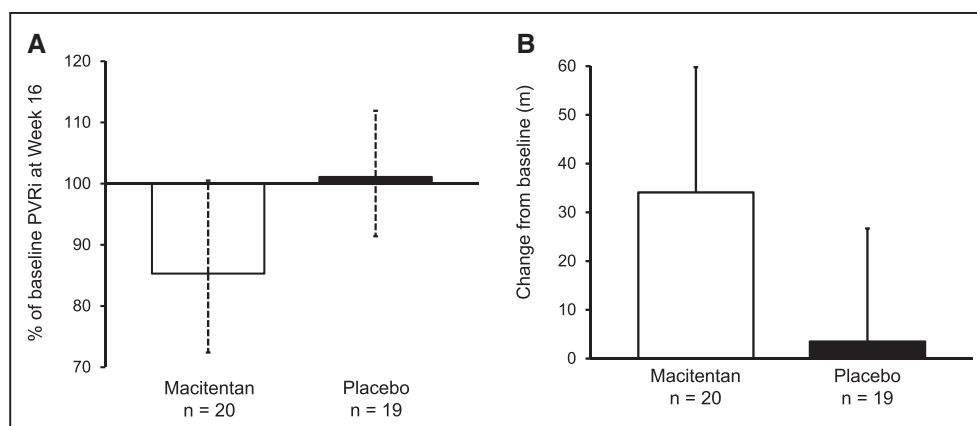 A
% of baseline PVRi at Week 16
120
110
100
90
80
70
Macitentan
n = 20
Placebo
n = 19
B
Change from baseline (m)
60
50
40
30
20
10
0
Macitentan
n = 20
Placebo
n = 19